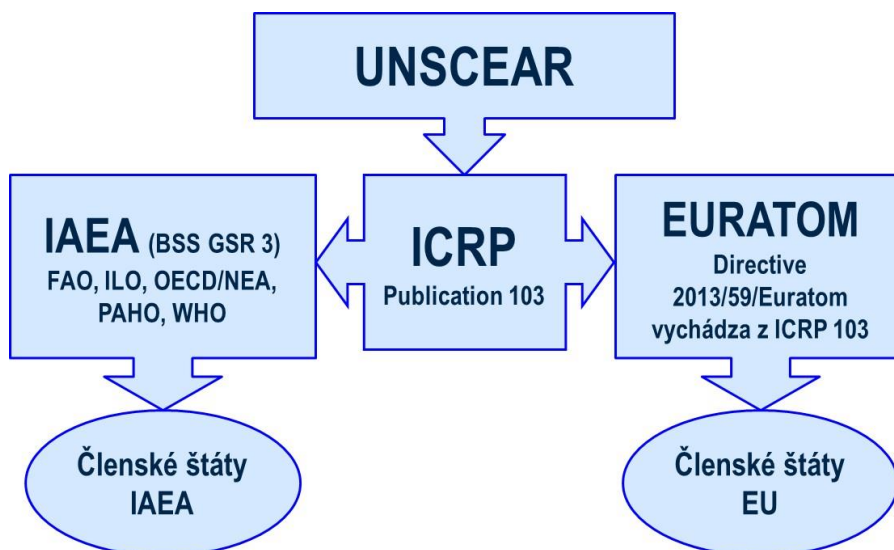 UNSCEAR
IAEA (BSS GSR 3)
FAO, ILO, OECD/NEA,
PAHO, WHO
ICRP
Publication 103
EURATOM
Directive
2013/59/Euratom
vychádza z ICRP 103
Členské štáty
IAEA
Členské štáty
EU